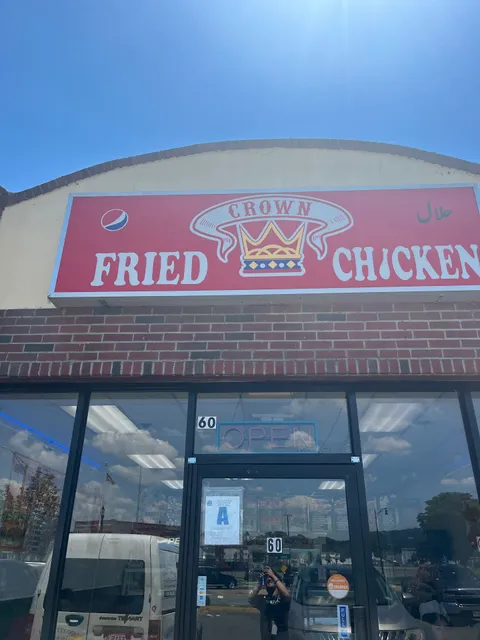 CROWN
حلال
FRIED CHICKEN
60
OPEN
A
60